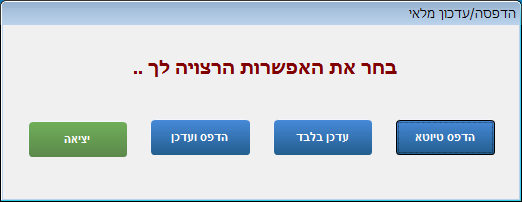 הדפסה/עדכון מלאי
בחר את האפשרות הרצויה לך ..
הדפס טיוטא
עדכן בלבד
הדפס ועדכן
יציאה